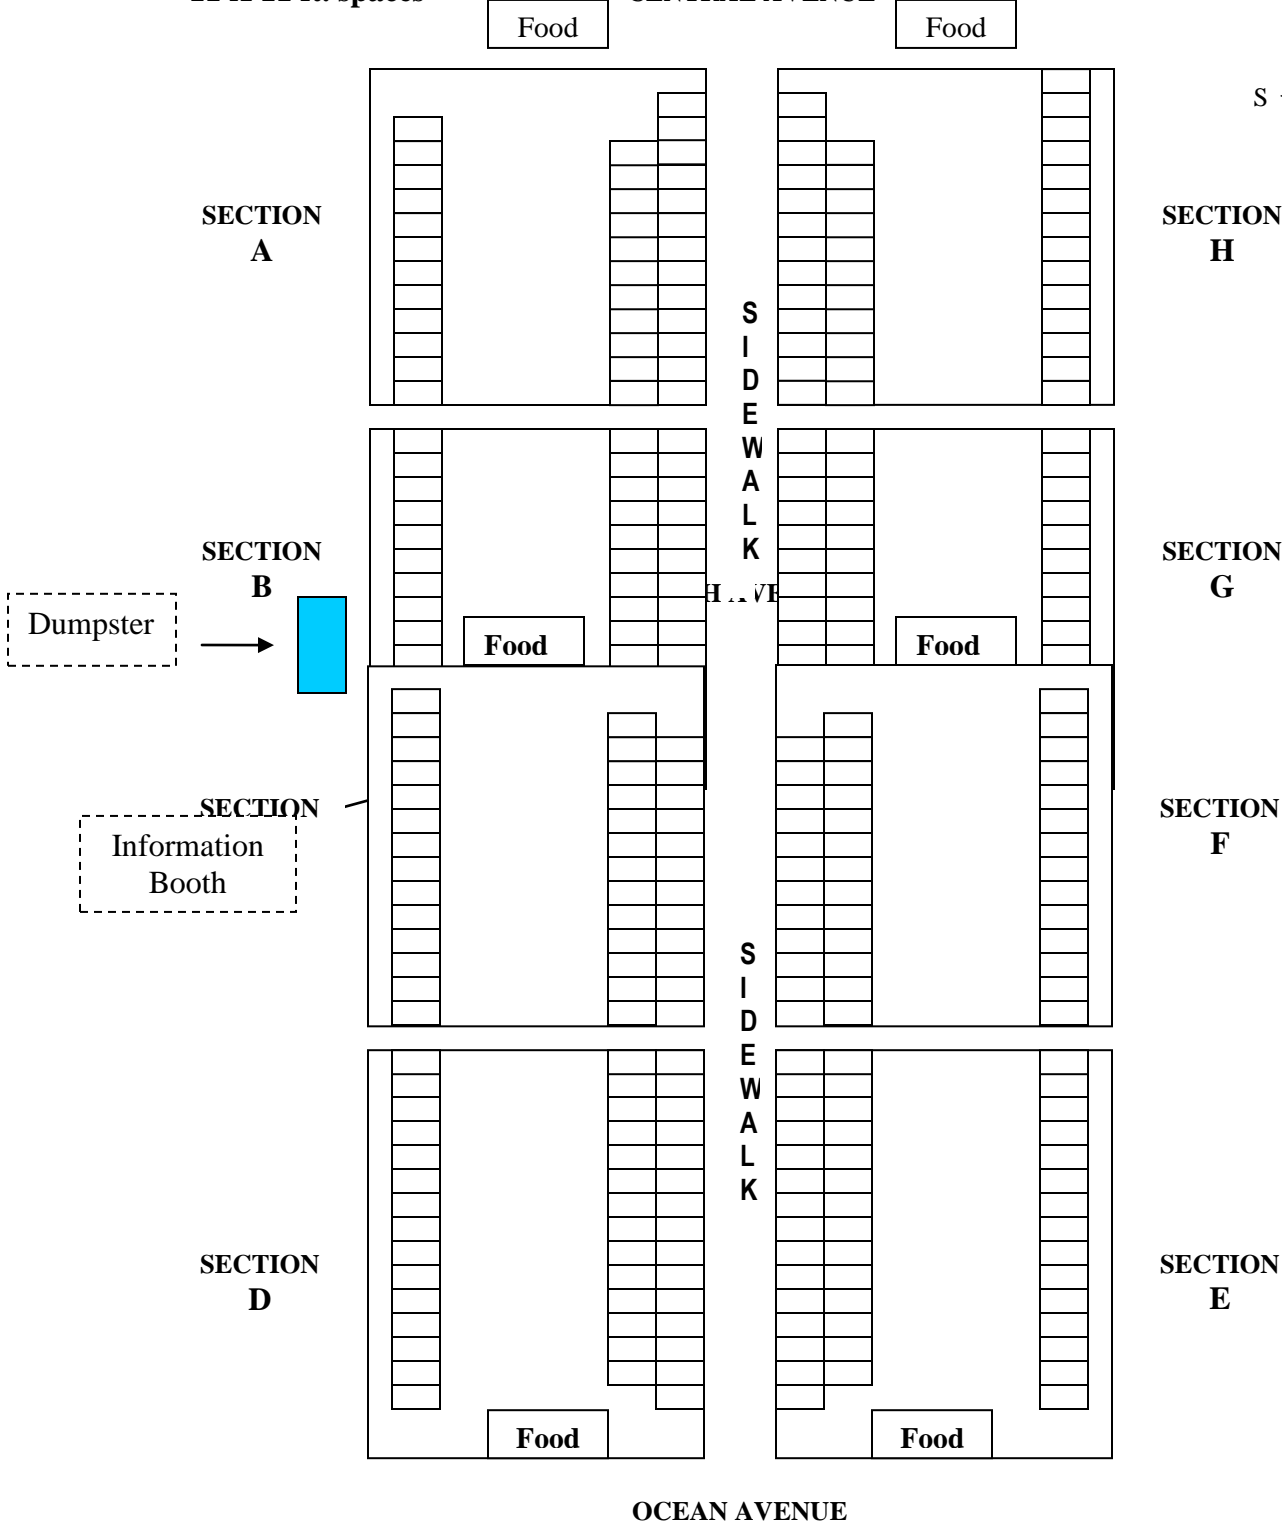 Food
Food
S
SECTION
A
SECTION
H
S
I
D
E
W
A
L
K
SECTION
B
SECTION
G
Dumpster
Food
Food
SECTION
SECTION
F
Information
Booth
S
I
D
E
W
A
L
K
SECTION
D
SECTION
E
Food
Food
OCEAN AVENUE